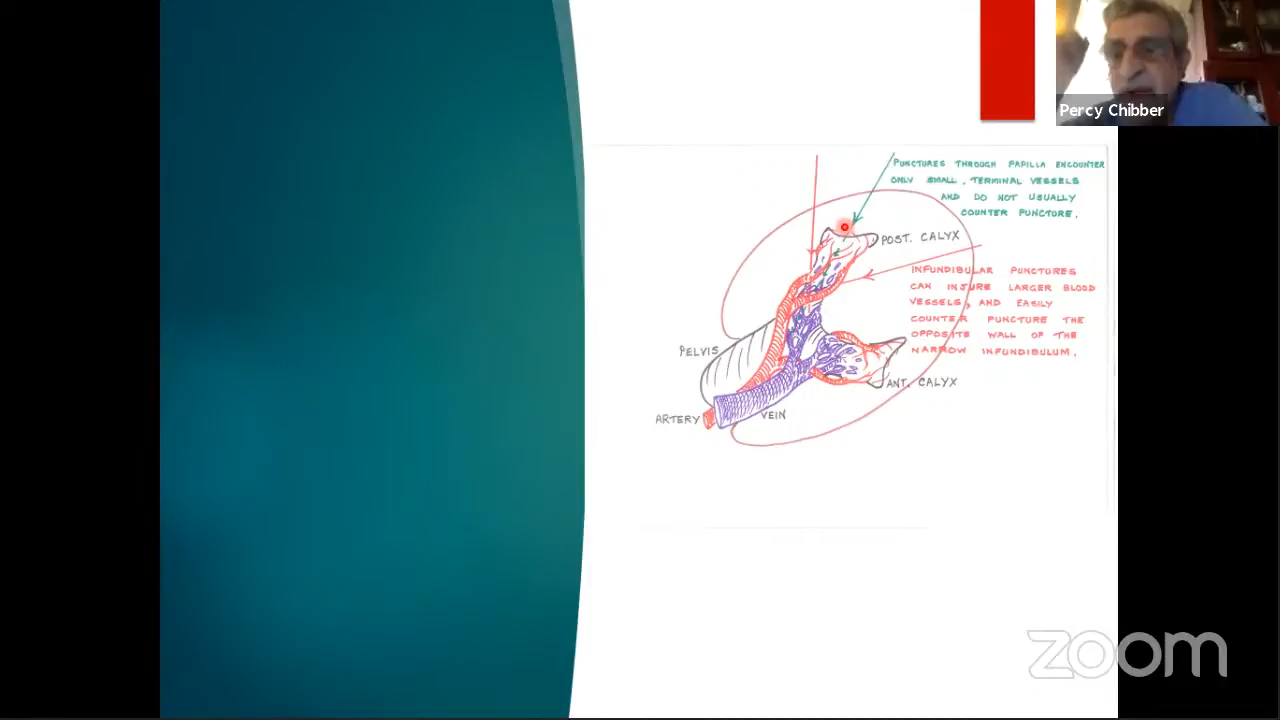 Percy Chibber
PUNCTURES THROUGH PAPILLA ENCOUNTER
ONLY SMALL, TERMINAL VESSELS
AND DO NOT USUALLY
COUNTER PUNCTURE.
POST. CALYX
INFUNDIBULAR PUNCTURES
CAN INJURE LARGER BLOOD
VESSELS, AND EASILY
COUNTER PUNCTURE THE
OPPOSITE WALL OF THE
NARROW INFUNDIBULUM.
PELVIS
ANT. CALYX
ARTERY
VEIN
zoom